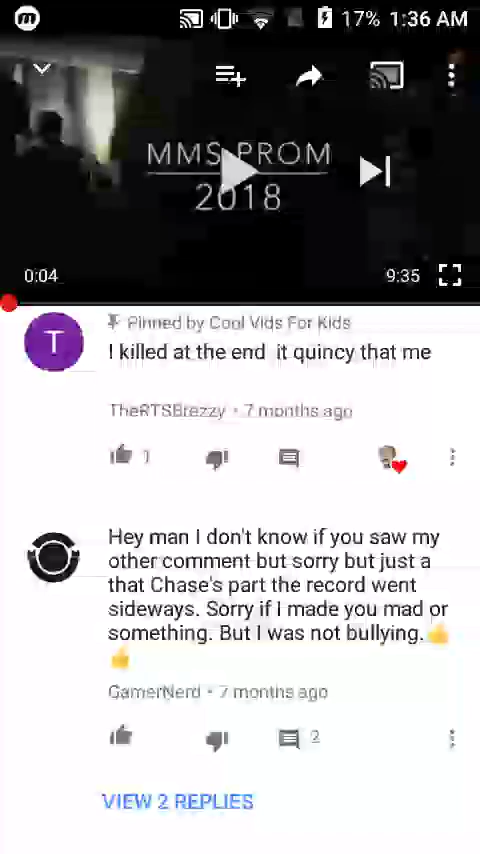 17% 1:36 AM
MMS PROM
2018
0:04
9:35
T
Pinned by Cool Vids For Kids
I killed at the end it quincy that me
TheRTSBrezzy • 7 months ago
1
Hey man I don't know if you saw my
other comment but sorry but just a
that Chase's part the record went
sideways. Sorry if I made you mad or
something. But I was not bullying.👍
👍
GamerNerd • 7 months ago
2
VIEW 2 REPLIES